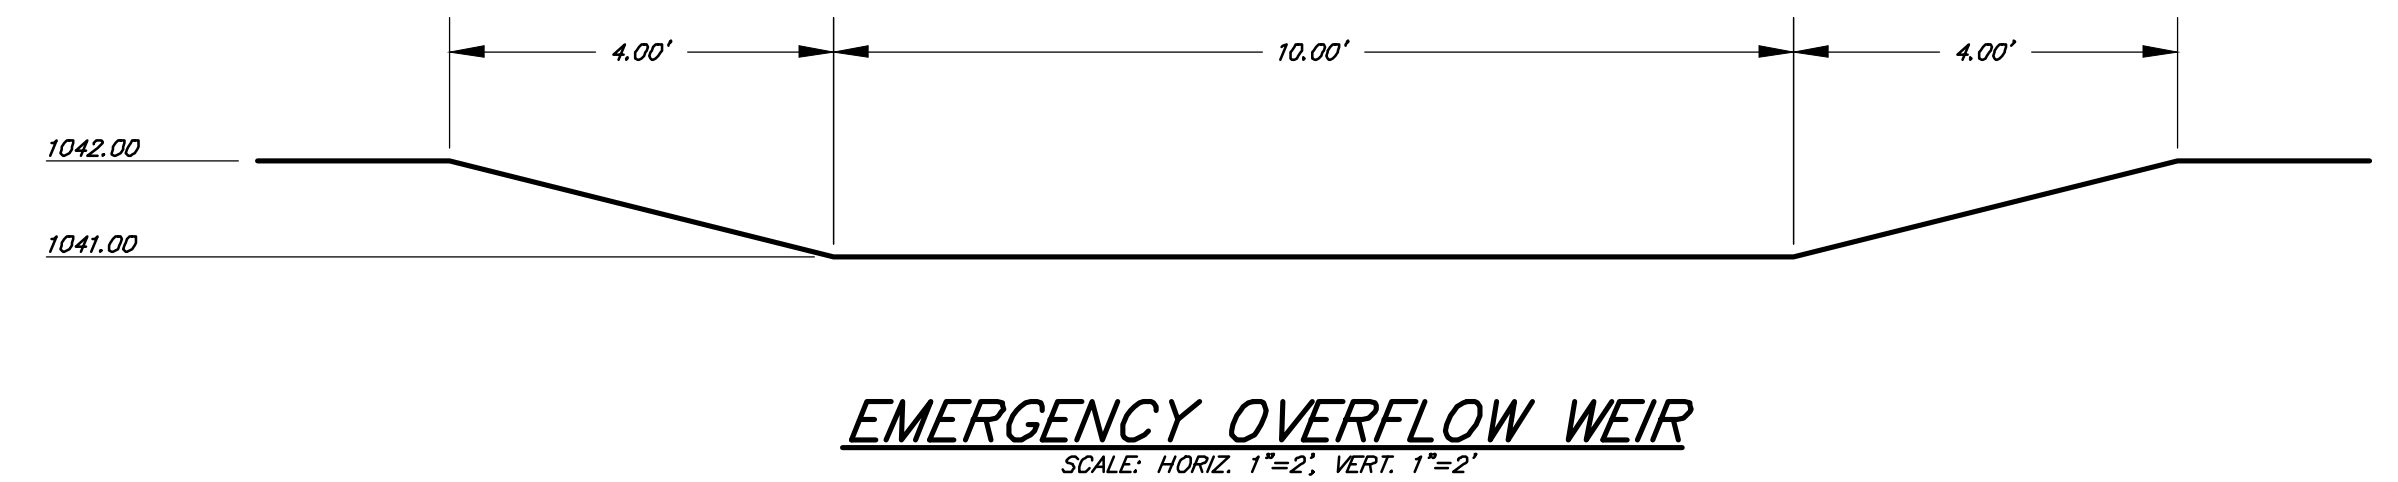 4.00' 10.00' 4.00'
1042.00
1041.00
EMERGENCY OVERFLOW WEIR
SCALE: HORIZ. 1"=2', VERT. 1"=2'